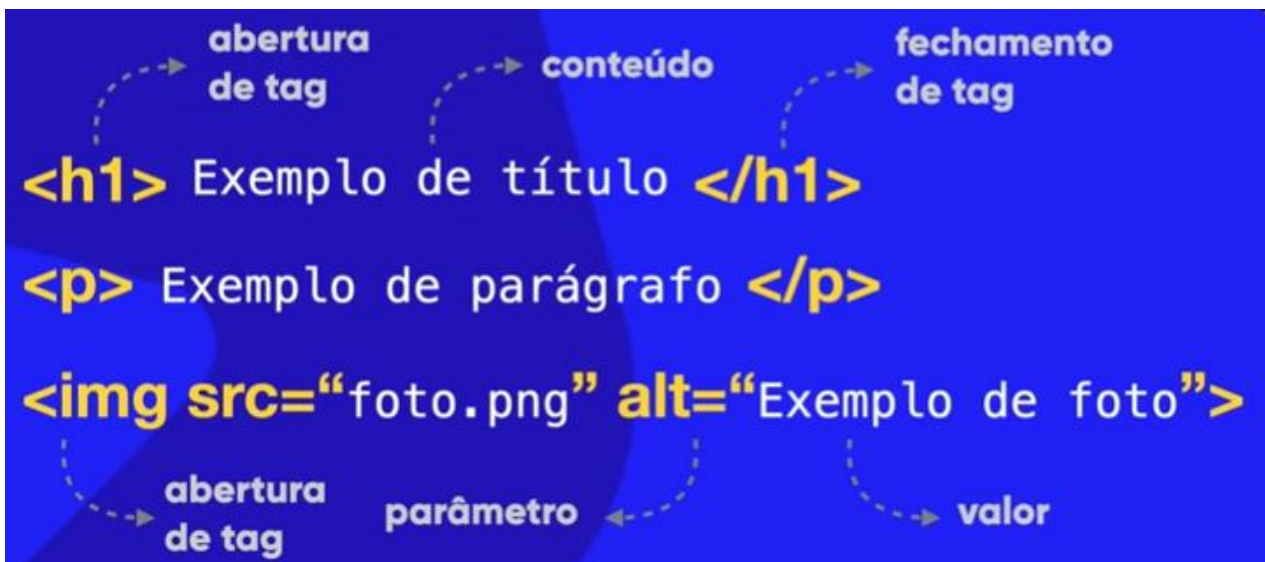 abertura
de tag
conteúdo
fechamento
de tag
<h1> Exemplo de título </h1>
<p> Exemplo de parágrafo </p>
<img src=“foto.png” alt=“Exemplo de foto”>
abertura
de tag
parâmetro
valor